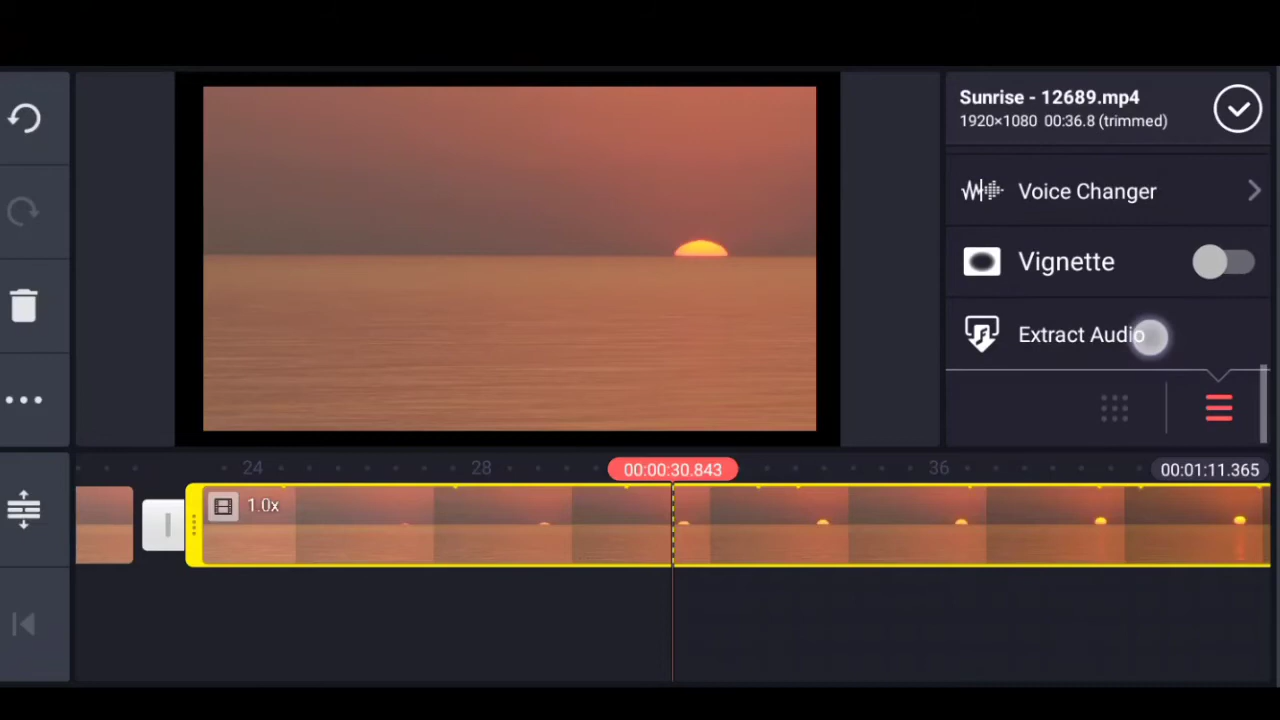 Sunrise - 12689.mp4
1920×1080 00:36.8 (trimmed)
Voice Changer
Vignette
Extract Audio
24
28
00:00:30.843
36
00:01:11.365
1.0x